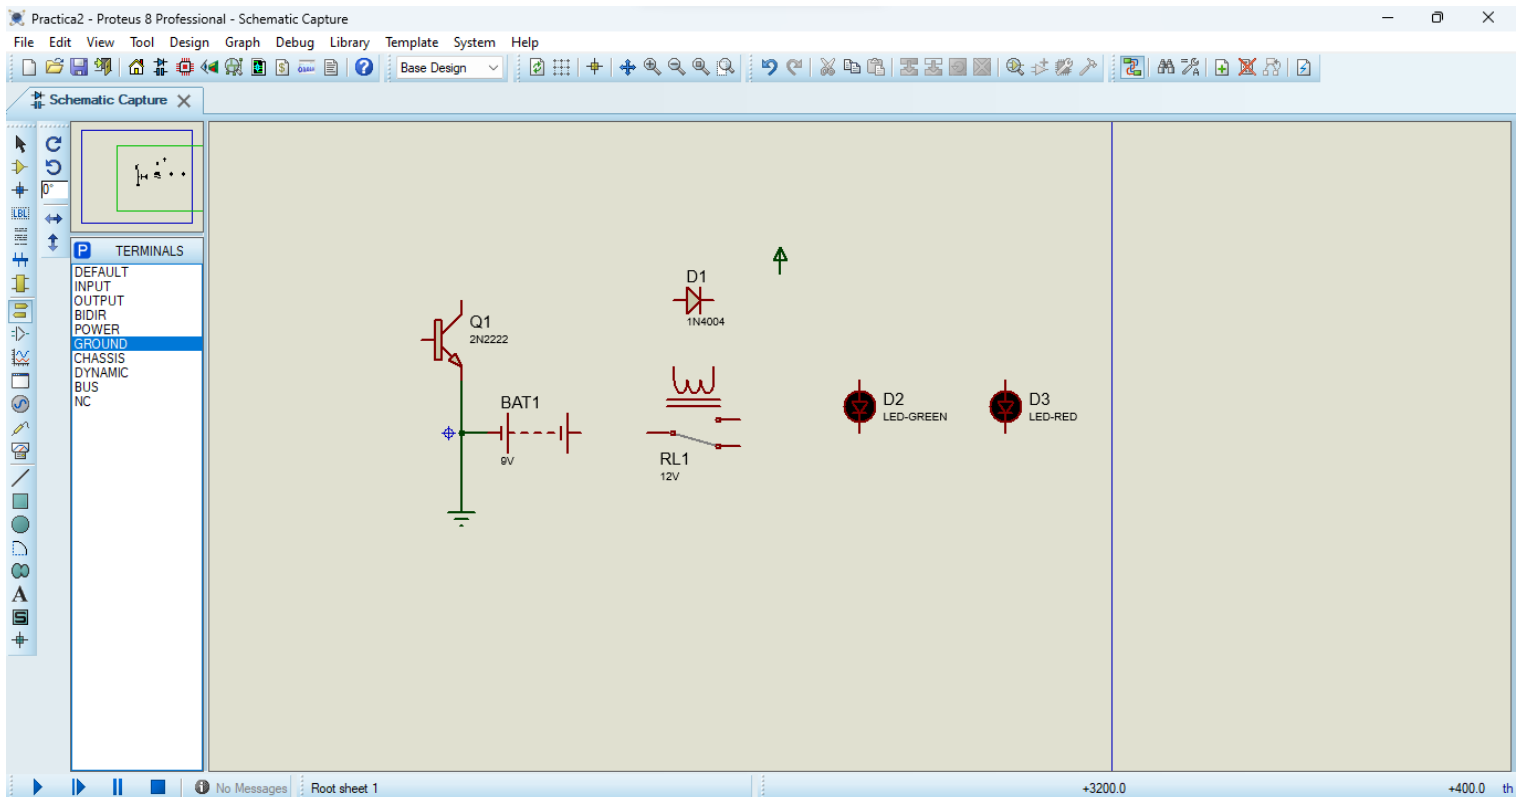 Practica2 - Proteus 8 Professional - Schematic Capture
File Edit View Tool Design Graph Debug Library Template System Help
Base Design
Schematic Capture
0°
LBL
P TERMINALS
DEFAULT
INPUT
OUTPUT
BIDIR
POWER
GROUND
CHASSIS
DYNAMIC
BUS
NC
A
S
D1
1N4004
Q1
2N2222
BAT1
9V
RL1
12V
D2
LED-GREEN
D3
LED-RED
No Messages Root sheet 1 +3200.0 +400.0 th